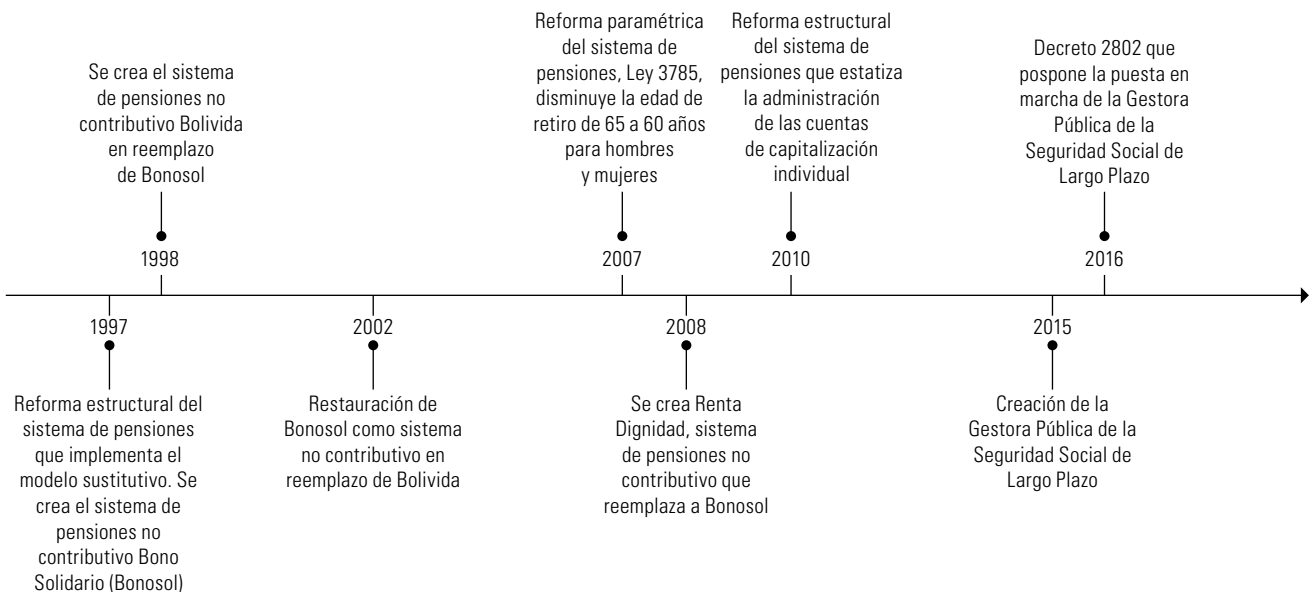 Se crea el sistema
de pensiones no
contributivo Bolivida
en reemplazo
de Bonosol
1998
Reforma paramétrica
del sistema de
pensiones, Ley 3785,
disminuye la edad de
retiro de 65 a 60 años
para hombres
y mujeres
2007
Reforma estructural
del sistema de
pensiones que estatiza
la administración
de las cuentas
de capitalización
individual
2010
Decreto 2802 que
pospone la puesta en
marcha de la Gestora
Pública de la
Seguridad Social de
Largo Plazo
2016
1997
Reforma estructural del
sistema de pensiones
que implementa el
modelo sustitutivo. Se
crea el sistema de
pensiones no
contributivo Bono
Solidario (Bonosol)
2002
Restauración de
Bonosol como sistema
no contributivo en
reemplazo de Bolivida
2008
Se crea Renta
Dignidad, sistema
de pensiones no
contributivo que
reemplaza a Bonosol
2015
Creación de la
Gestora Pública de la
Seguridad Social de
Largo Plazo